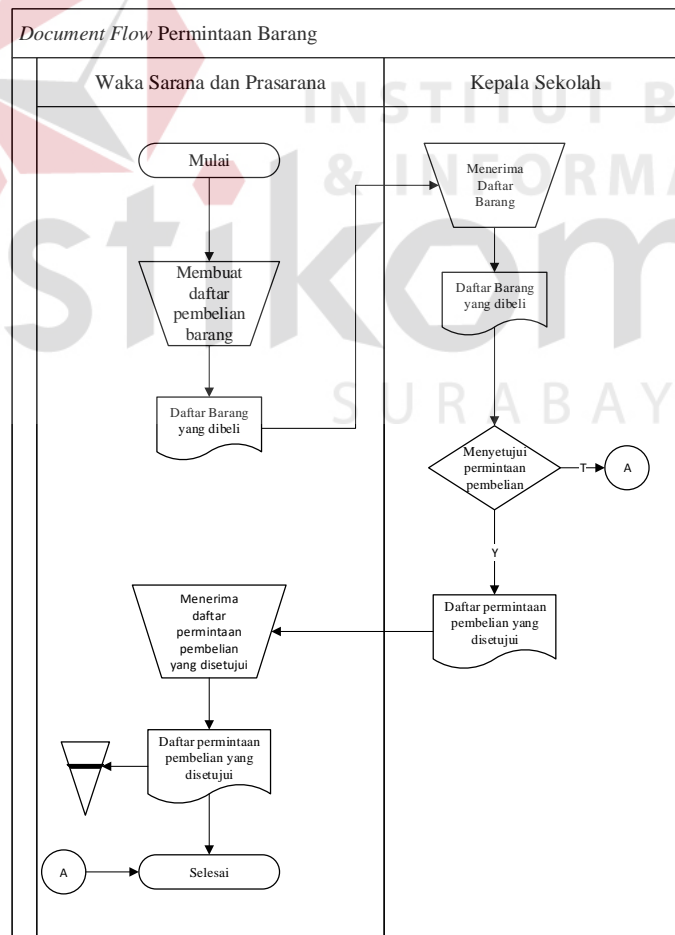 Document Flow Permintaan Barang
Waka Sarana dan Prasarana
Kepala Sekolah
INSTITUT B
& INFORMA
stikom
SURABAY
Mulai
Membuat
daftar
pembelian
barang
Daftar Barang
yang dibeli
Menerima
Daftar
Barang
Daftar Barang
yang dibeli
Menyetujui
permintaan
pembelian
T
A
Y
Daftar permintaan
pembelian yang
disetujui
Menerima
daftar
permintaan
pembelian
yang disetujui
Daftar permintaan
pembelian yang
disetujui
A
Selesai